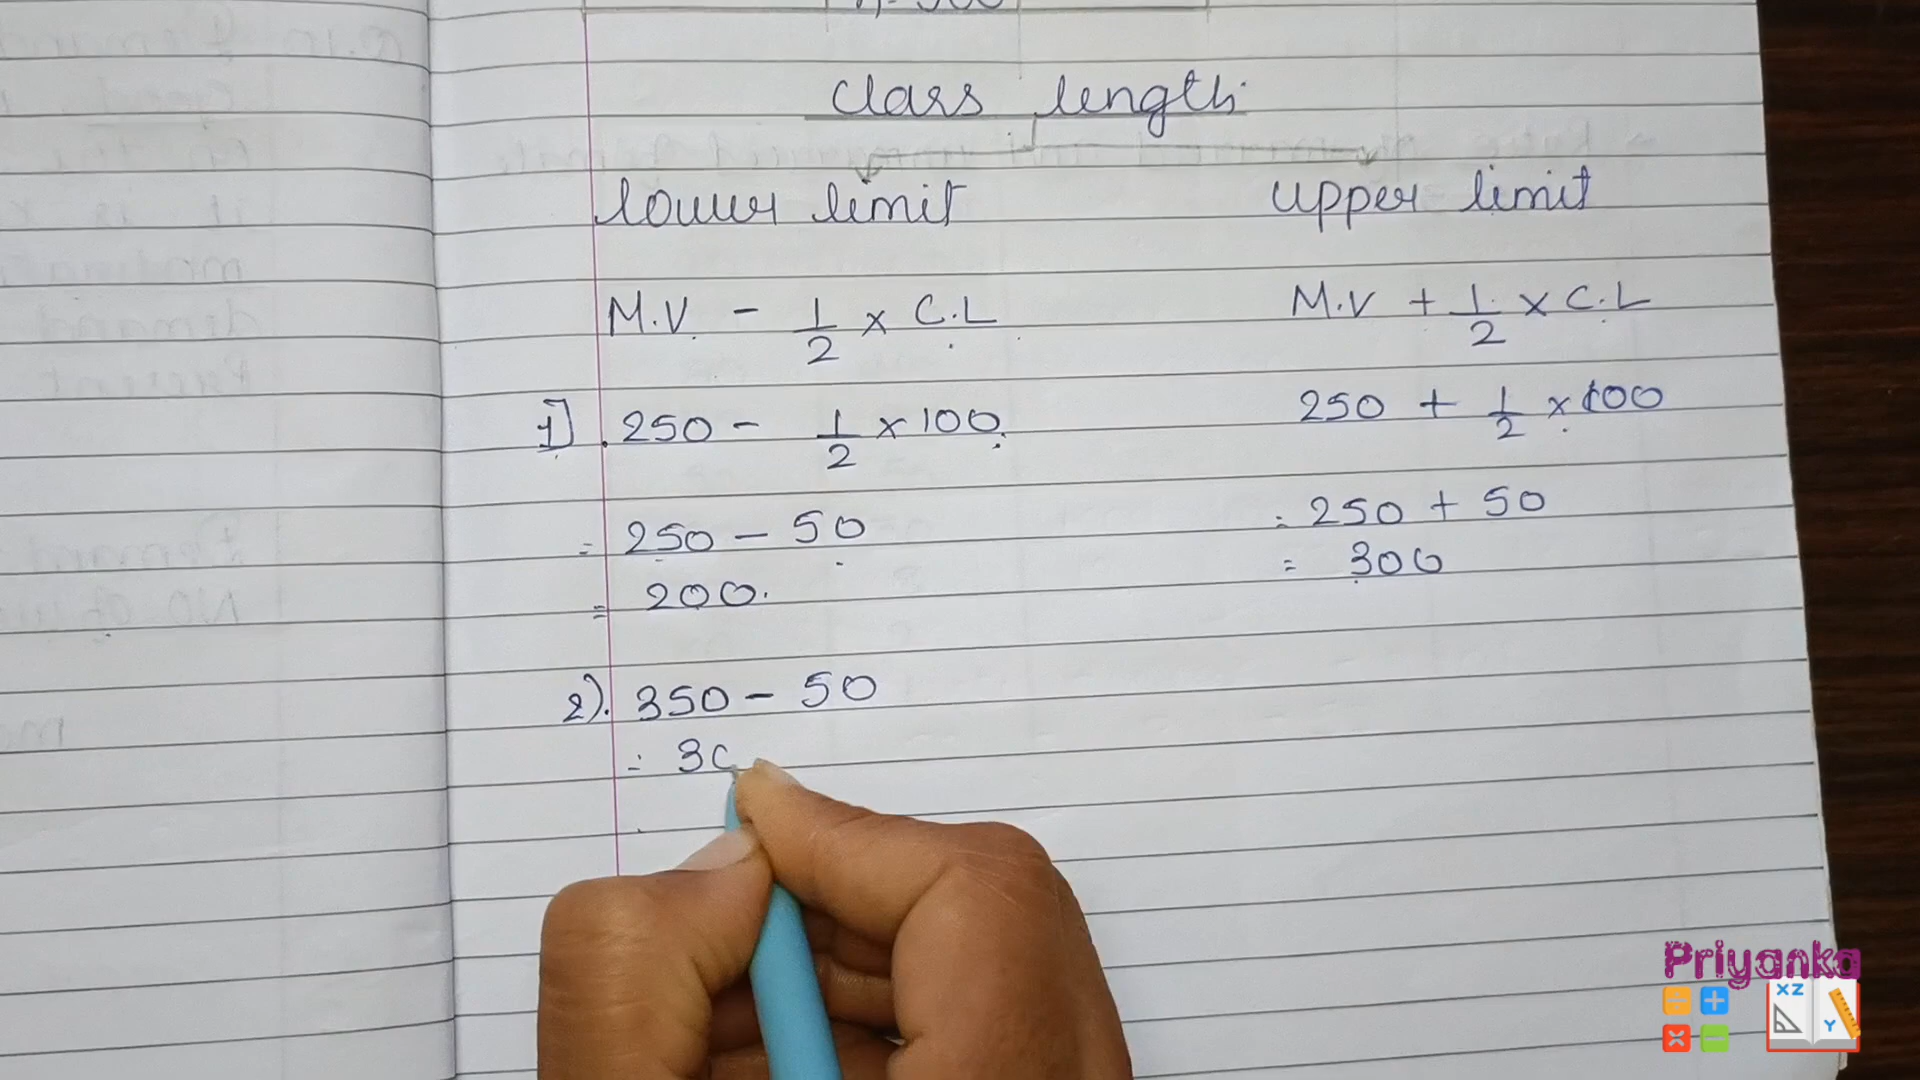 class length
lower limit    upper limit
M.V. - 1/2 x C.L    M.V + 1/2 x C.L
1] 250 - 1/2 x 100    250 + 1/2 x 100
= 250 - 50    = 250 + 50
= 200.    = 300
2). 350 - 50
= 30
Priyanka
XZ
Y